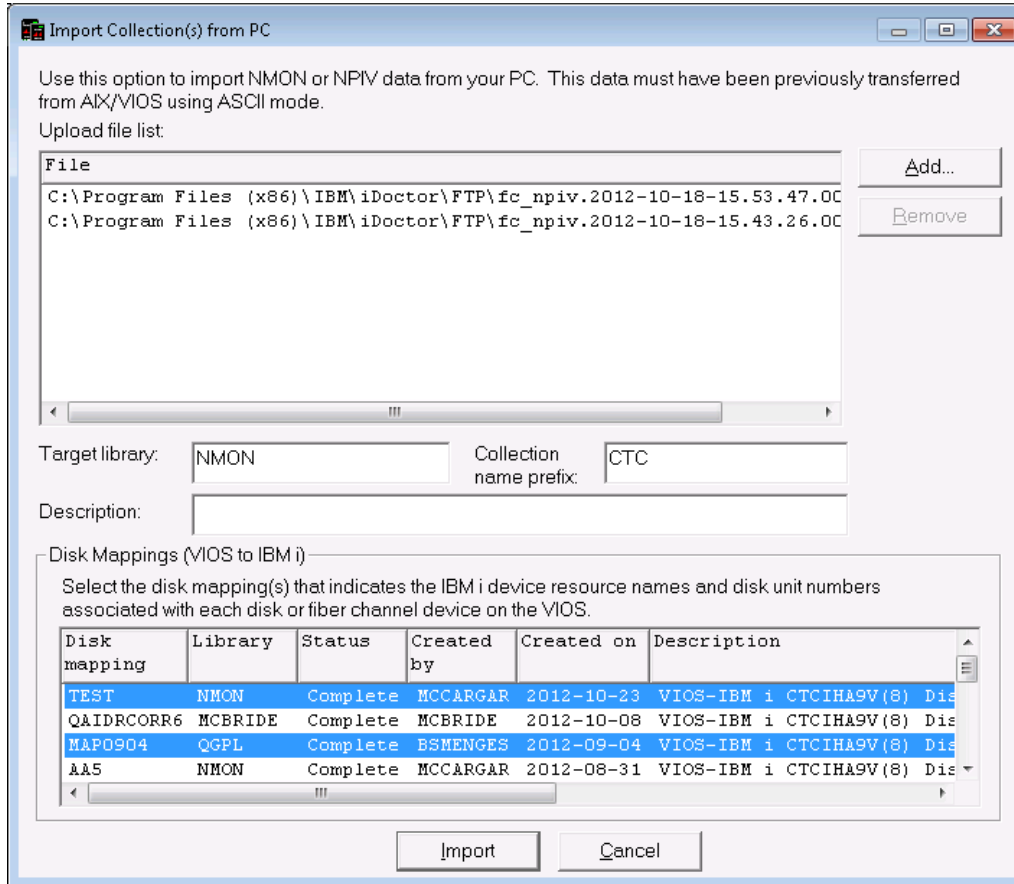 Import Collection(s) from PC
Use this option to import NMON or NPIV data from your PC. This data must have been previously transferred
from AIX/VIOS using ASCII mode.
Upload file list:
File
C:\Program Files (x86)\IBM\iDoctor\FTP\fc_npiv.2012-10-18-15.53.47.00
C:\Program Files (x86)\IBM\iDoctor\FTP\fc_npiv.2012-10-18-15.43.26.00
Add...
Remove
Target library: NMON Collection name prefix: CTC
Description:
Disk Mappings (VIOS to IBM i)
Select the disk mapping(s) that indicates the IBM i device resource names and disk unit numbers
associated with each disk or fiber channel device on the VIOS.
Disk mapping Library Status Created by Created on Description
TEST NMON Complete MCCARGAR 2012-10-23 VIOS-IBM i CTCIHA9V(8) Dis
QAIDRCORR6 MCBRIDE Complete MCBRIDE 2012-10-08 VIOS-IBM i CTCIHA9V(8) Dis
MAP0904 QGPL Complete BSMENGES 2012-09-04 VIOS-IBM i CTCIHA9V(8) Dis
AA5 NMON Complete MCCARGAR 2012-08-31 VIOS-IBM i CTCIHA9V(8) Dis
Import Cancel